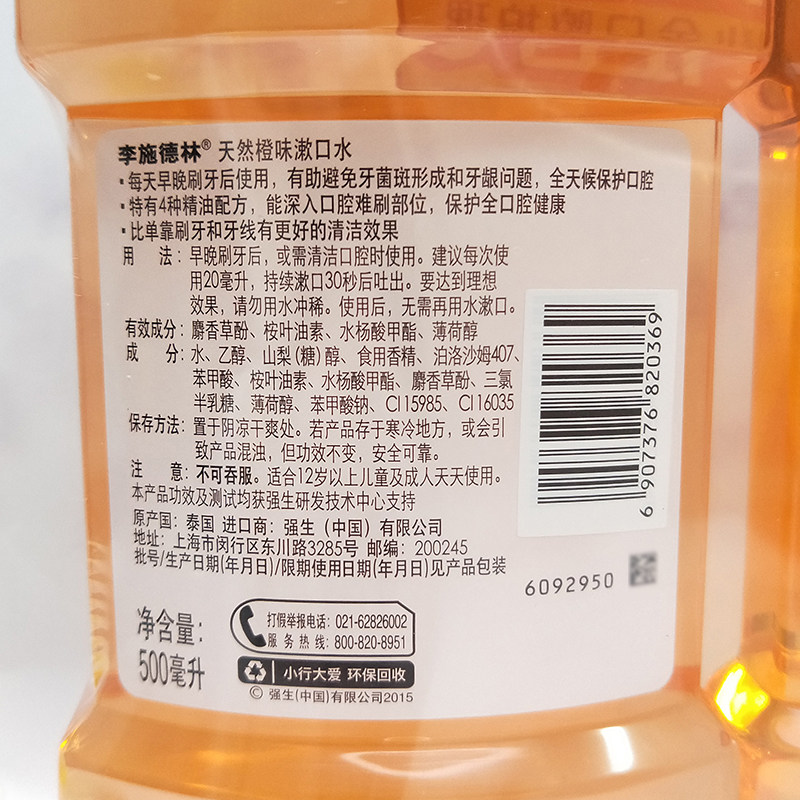 李施德林® 天然橙味漱口水
·每天早晚刷牙后使用，有助避免牙菌斑形成和牙龈问题，全天候保护口腔
·特有4种精油配方，能深入口腔难刷部位，保护全口腔健康
·比单靠刷牙和牙线有更好的清洁效果
用 法：早晚刷牙后，或需清洁口腔时使用。建议每次使
用20毫升，持续漱口30秒后吐出。要达到理想
效果，请勿用水冲稀。使用后，无需再用水漱口。
有效成分：麝香草酚、桉叶油素、水杨酸甲酯、薄荷醇
成 分：水、乙醇、山梨(糖)醇、食用香精、泊洛沙姆407、
苯甲酸、桉叶油素、水杨酸甲酯、麝香草酚、三氯
半乳糖、薄荷醇、苯甲酸钠、CI 15985、CI 16035
保存方法：置于阴凉干爽处。若产品存于寒冷地方，或会引
致产品混浊，但功效不变，安全可靠。
注 意：不可吞服。适合12岁以上儿童及成人天天使用。
本产品功效及测试均获强生研发技术中心支持
原产国：泰国 进口商：强生（中国）有限公司
地址：上海市闵行区东川路3285号 邮编：200245
批号/生产日期(年月日)/限期使用日期(年月日)见产品包装
6 907376 820369
6092950
净含量：
500毫升
打假举报电话：021-62826002
服务热线：800-820-8951
小行大爱 环保回收
© 强生(中国)有限公司2015